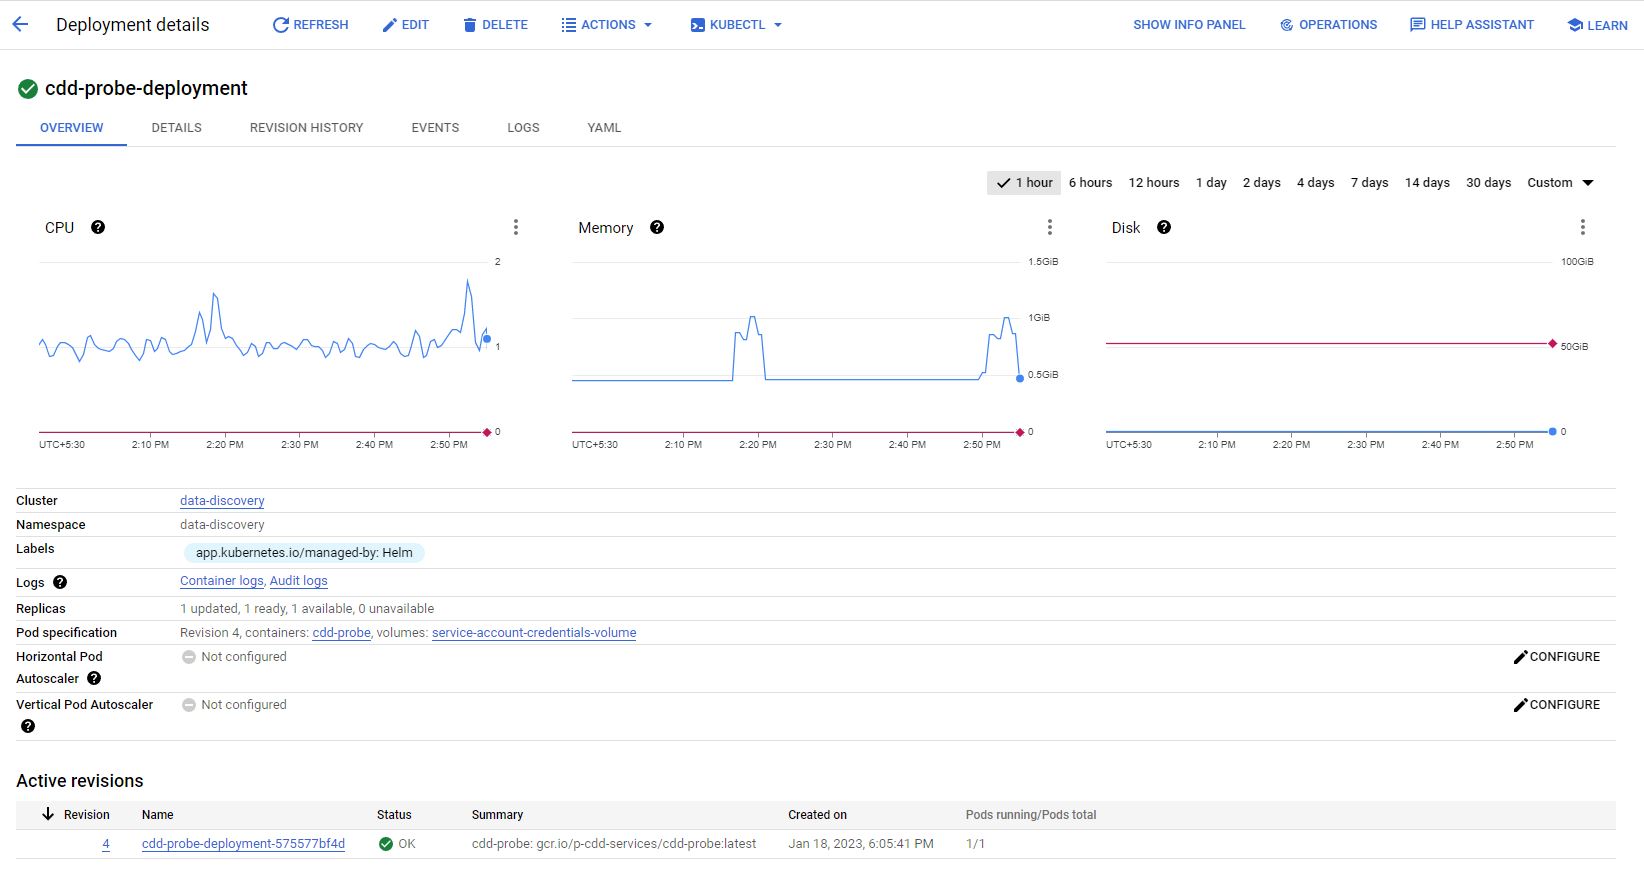 Deployment details REFRESH EDIT DELETE ACTIONS KUBECTL SHOW INFO PANEL OPERATIONS HELP ASSISTANT LEARN
cdd-probe-deployment
OVERVIEW DETAILS REVISION HISTORY EVENTS LOGS YAML
1 hour 6 hours 12 hours 1 day 2 days 4 days 7 days 14 days 30 days Custom
CPU
2
1
0
UTC+5:30 2:10 PM 2:20 PM 2:30 PM 2:40 PM 2:50 PM
Memory
1.5GiB
1GiB
0.5GiB
0
UTC+5:30 2:10 PM 2:20 PM 2:30 PM 2:40 PM 2:50 PM
Disk
100GiB
50GiB
0
UTC+5:30 2:10 PM 2:20 PM 2:30 PM 2:40 PM 2:50 PM
Cluster data-discovery
Namespace data-discovery
Labels app.kubernetes.io/managed-by: Helm
Logs Container logs, Audit logs
Replicas 1 updated, 1 ready, 1 available, 0 unavailable
Pod specification Revision 4, containers: cdd-probe, volumes: service-account-credentials-volume
Horizontal Pod Not configured CONFIGURE
Autoscaler
Vertical Pod Autoscaler Not configured CONFIGURE
Active revisions
Revision Name Status Summary Created on Pods running/Pods total
4 cdd-probe-deployment-575577bf4d OK cdd-probe: gcr.io/p-cdd-services/cdd-probe:latest Jan 18, 2023, 6:05:41 PM 1/1